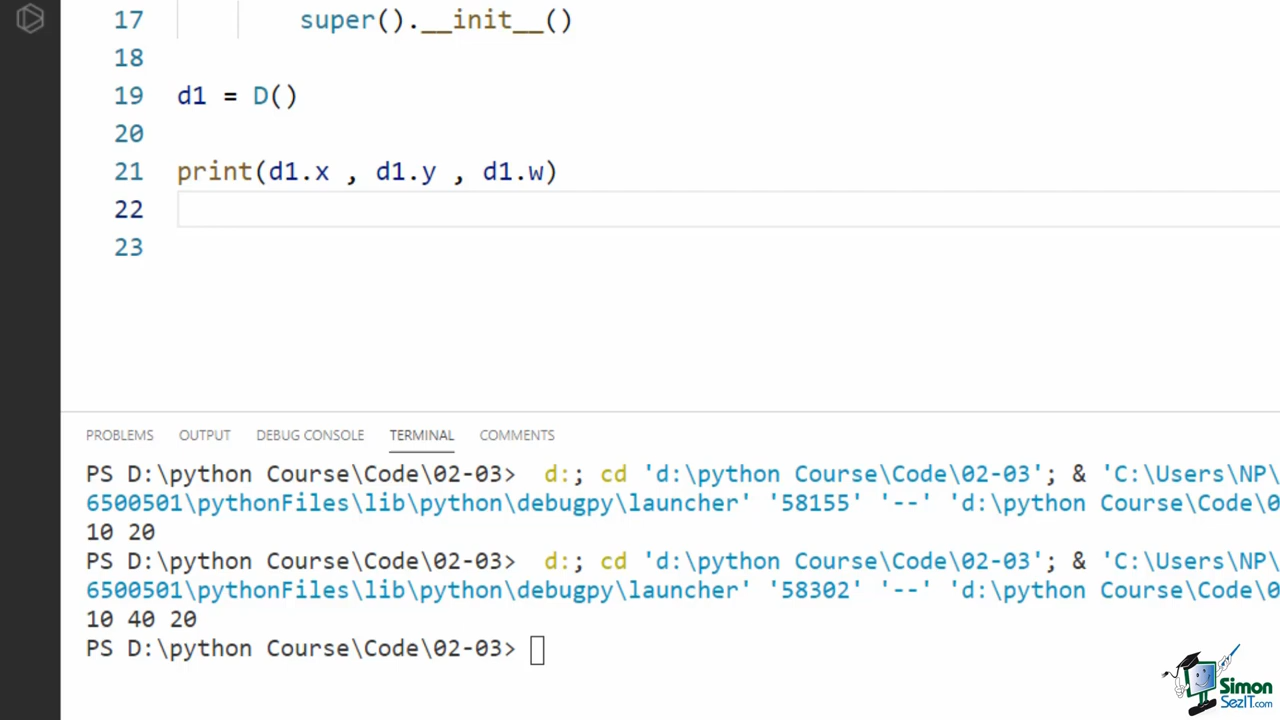 17 super().__init__()
18
19 d1 = D()
20
21 print(d1.x , d1.y , d1.w)
22
23
PROBLEMS OUTPUT DEBUG CONSOLE TERMINAL COMMENTS
PS D:\python Course\Code\02-03> d:; cd 'd:\python Course\Code\02-03'; & 'C:\Users\NP\
6500501\pythonFiles\lib\python\debugpy\launcher' '58155' '--' 'd:\python Course\Code\0
10 20
PS D:\python Course\Code\02-03> d:; cd 'd:\python Course\Code\02-03'; & 'C:\Users\NP\
6500501\pythonFiles\lib\python\debugpy\launcher' '58302' '--' 'd:\python Course\Code\0
10 40 20
PS D:\python Course\Code\02-03>
Simon
SezIT.com